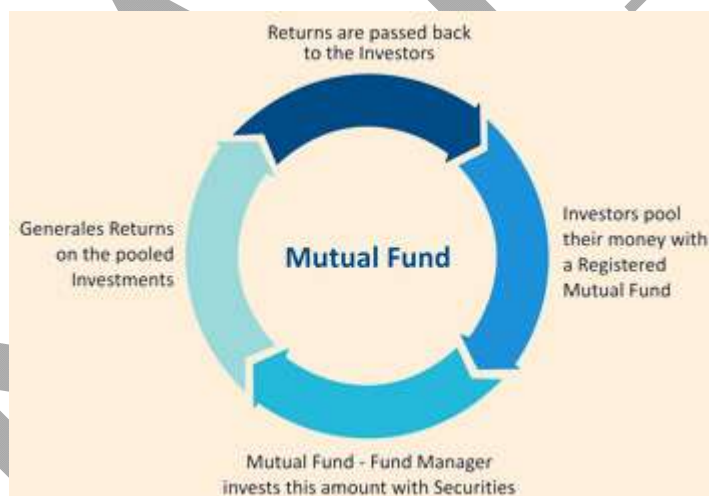 Returns are passed back
to the Investors
Investors pool
their money with
a Registered
Mutual Fund
Mutual Fund - Fund Manager
invests this amount with Securities
Generales Returns
on the pooled
Investments
Mutual Fund